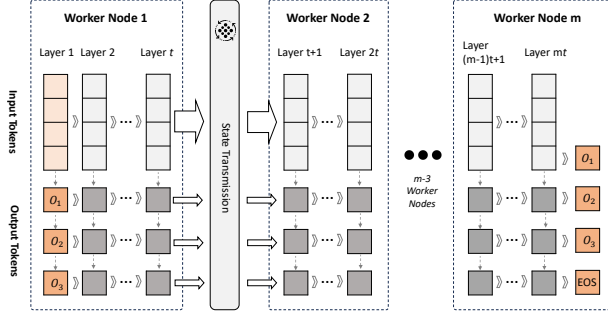 Worker Node 1
Worker Node 2
Worker Node m
Layer 1
Layer 2
Layer t
Layer t+1
Layer 2t
Layer
(m-1)t+1
Layer mt
Input Tokens
Output Tokens
State Transmission
m-3
Worker
Nodes
O1
O1
O2
O2
O3
O3
EOS